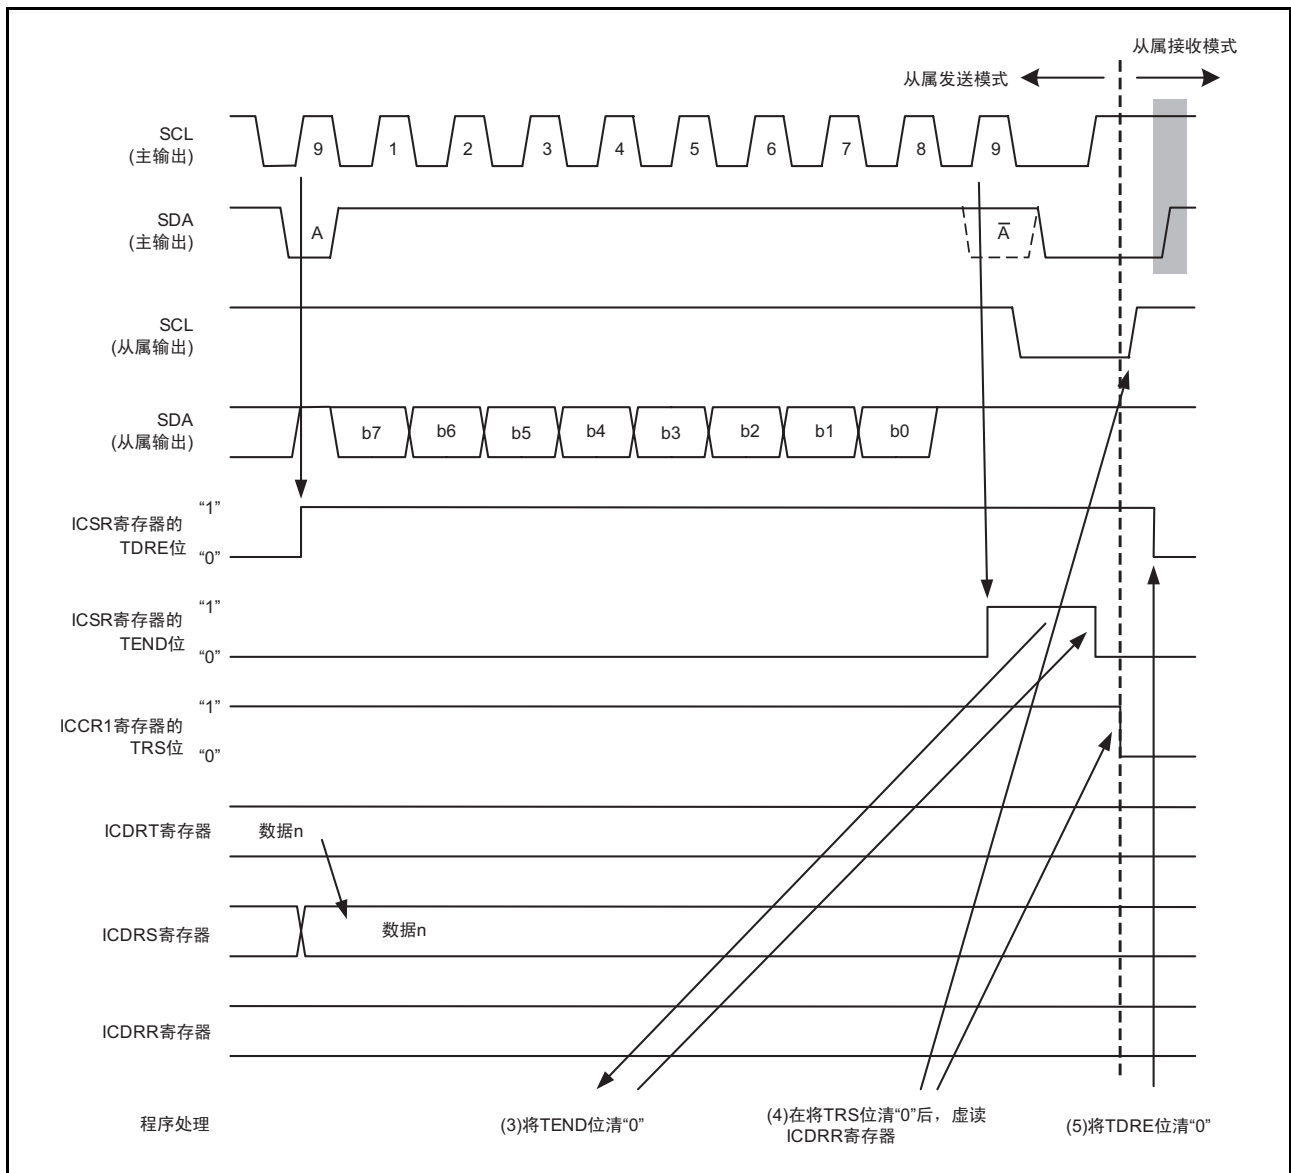 从属接收模式
从属发送模式
SCL
(主输出)
9 1 2 3 4 5 6 7 8 9
SDA
(主输出)
A A̅
SCL
(从属输出)
SDA
(从属输出)
b7 b6 b5 b4 b3 b2 b1 b0
ICSR寄存器的
TDRE位
“1”
“0”
ICSR寄存器的
TEND位
“1”
“0”
ICCR1寄存器的
TRS位
“1”
“0”
ICDRT寄存器
数据n
ICDRS寄存器
数据n
ICDRR寄存器
程序处理
(3)将TEND位清“0”
(4)在将TRS位清“0”后，虚读
ICDRR寄存器
(5)将TDRE位清“0”